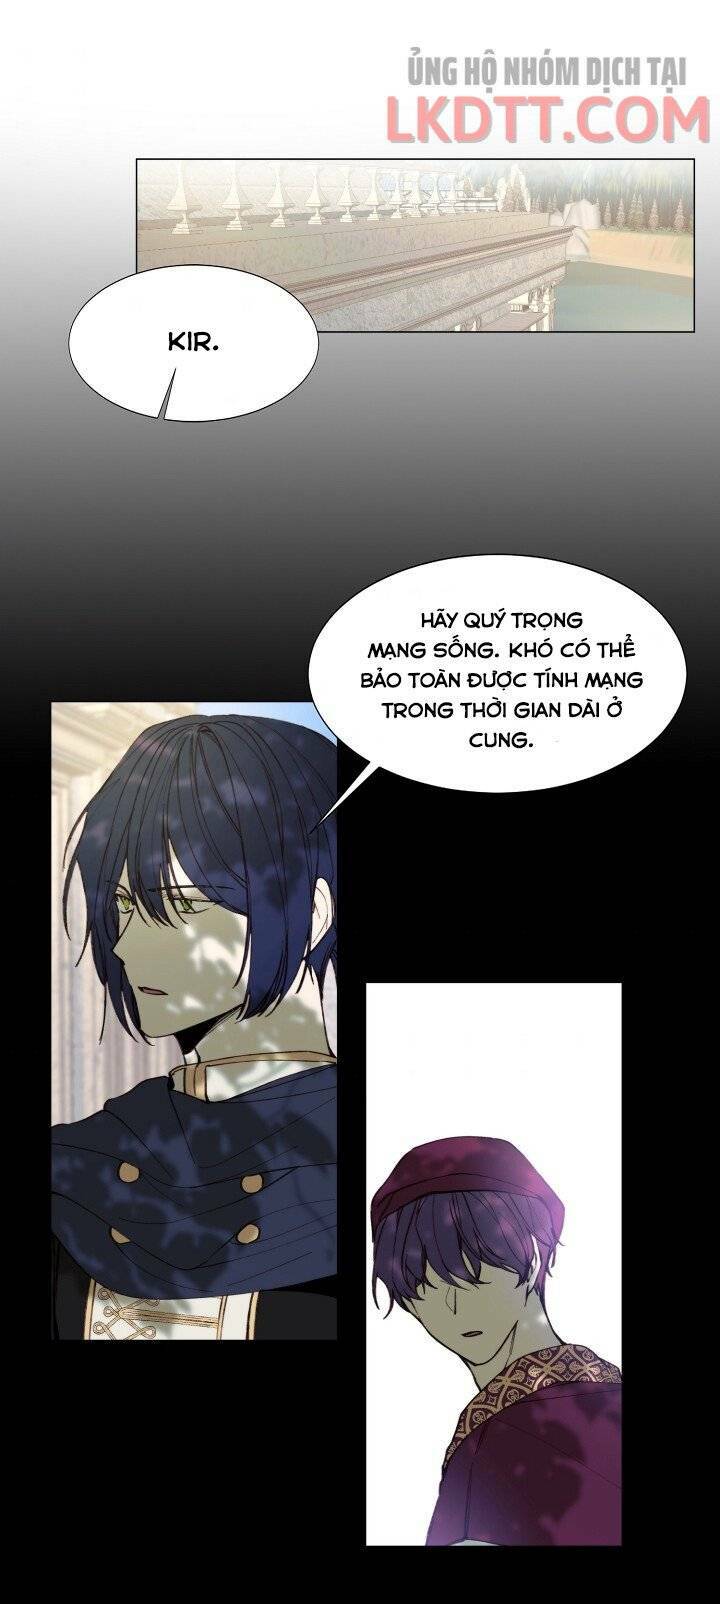 ỦNG HỘ NHÓM DỊCH TẠI
LKDTT.COM
KIR.
HÃY QUÝ TRỌNG
MẠNG SỐNG. KHÓ CÓ THỂ
BẢO TOÀN ĐƯỢC TÍNH MẠNG
TRONG THỜI GIAN DÀI Ở
CUNG.